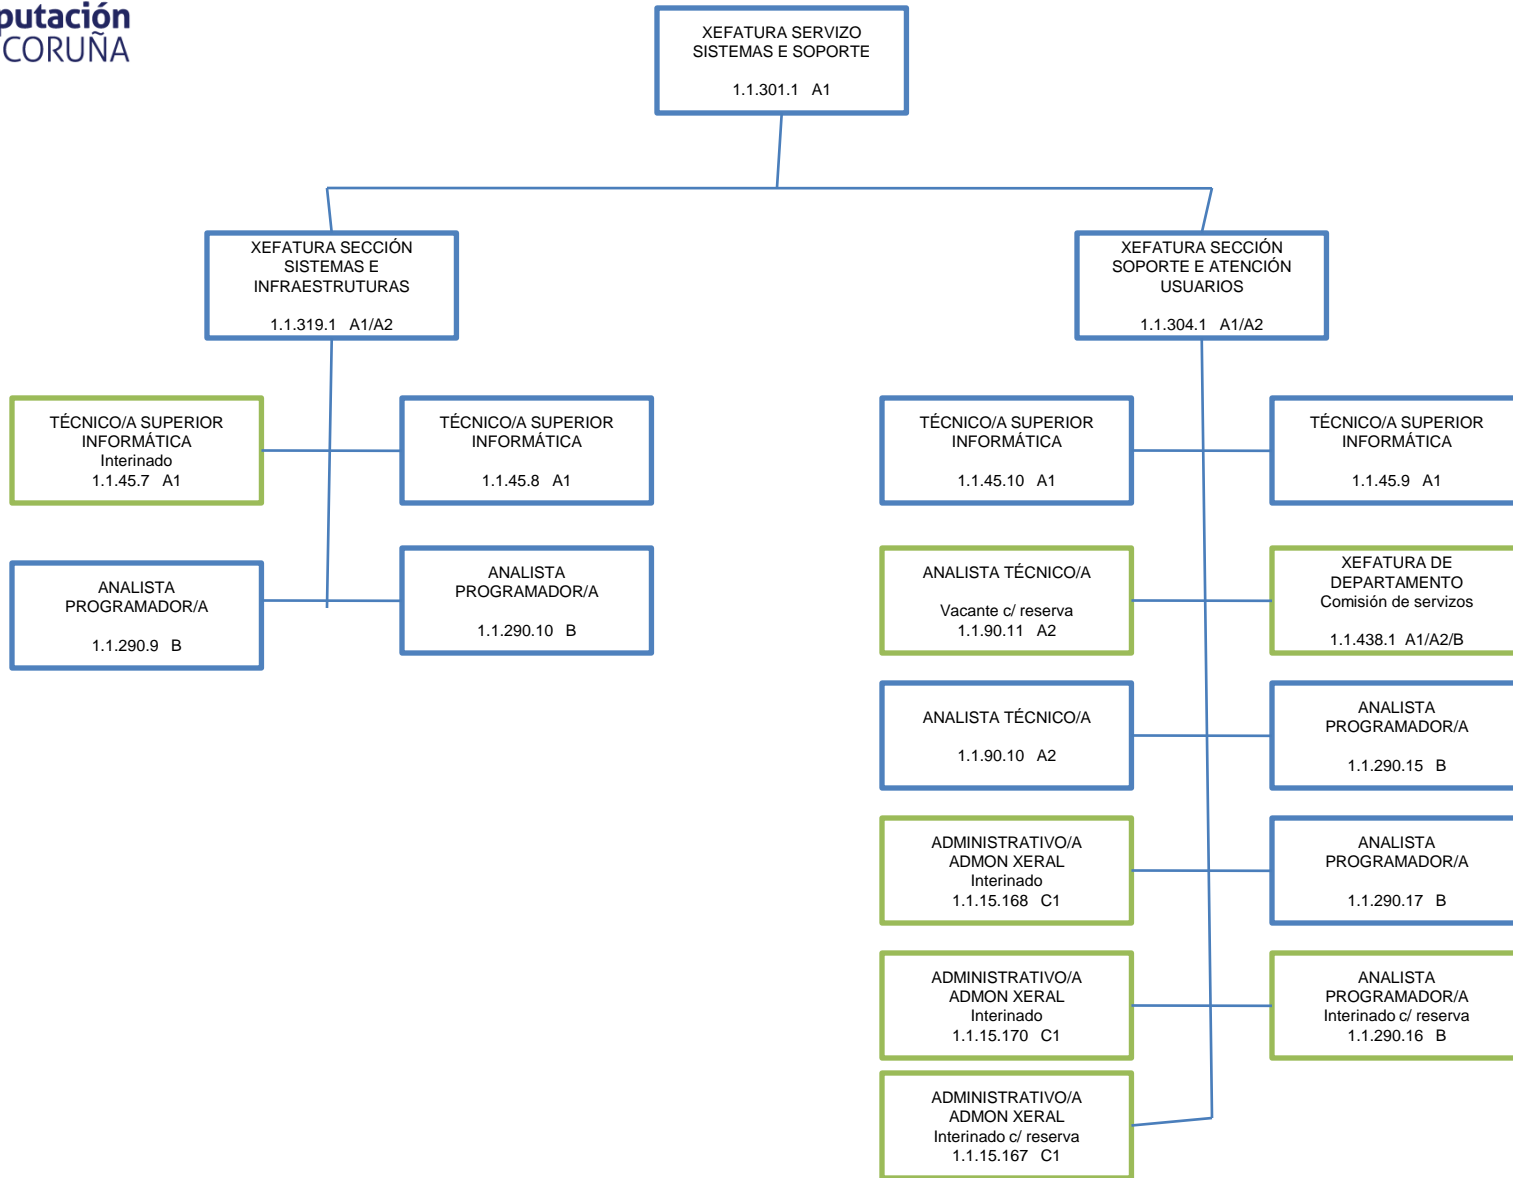 putación
CORUÑA
XEFATURA SERVIZO
SISTEMAS E SOPORTE
1.1.301.1 A1
XEFATURA SECCIÓN
SISTEMAS E
INFRAESTRUTURAS
1.1.319.1 A1/A2
XEFATURA SECCIÓN
SOPORTE E ATENCIÓN
USUARIOS
1.1.304.1 A1/A2
TÉCNICO/A SUPERIOR
INFORMÁTICA
Interinado
1.1.45.7 A1
TÉCNICO/A SUPERIOR
INFORMÁTICA
1.1.45.8 A1
TÉCNICO/A SUPERIOR
INFORMÁTICA
1.1.45.10 A1
TÉCNICO/A SUPERIOR
INFORMÁTICA
1.1.45.9 A1
ANALISTA
PROGRAMADOR/A
1.1.290.9 B
ANALISTA
PROGRAMADOR/A
1.1.290.10 B
ANALISTA TÉCNICO/A
Vacante c/ reserva
1.1.90.11 A2
XEFATURA DE
DEPARTAMENTO
Comisión de servizos
1.1.438.1 A1/A2/B
ANALISTA TÉCNICO/A
1.1.90.10 A2
ANALISTA
PROGRAMADOR/A
1.1.290.15 B
ADMINISTRATIVO/A
ADMON XERAL
Interinado
1.1.15.168 C1
ANALISTA
PROGRAMADOR/A
1.1.290.17 B
ADMINISTRATIVO/A
ADMON XERAL
Interinado
1.1.15.170 C1
ANALISTA
PROGRAMADOR/A
Interinado c/ reserva
1.1.290.16 B
ADMINISTRATIVO/A
ADMON XERAL
Interinado c/ reserva
1.1.15.167 C1